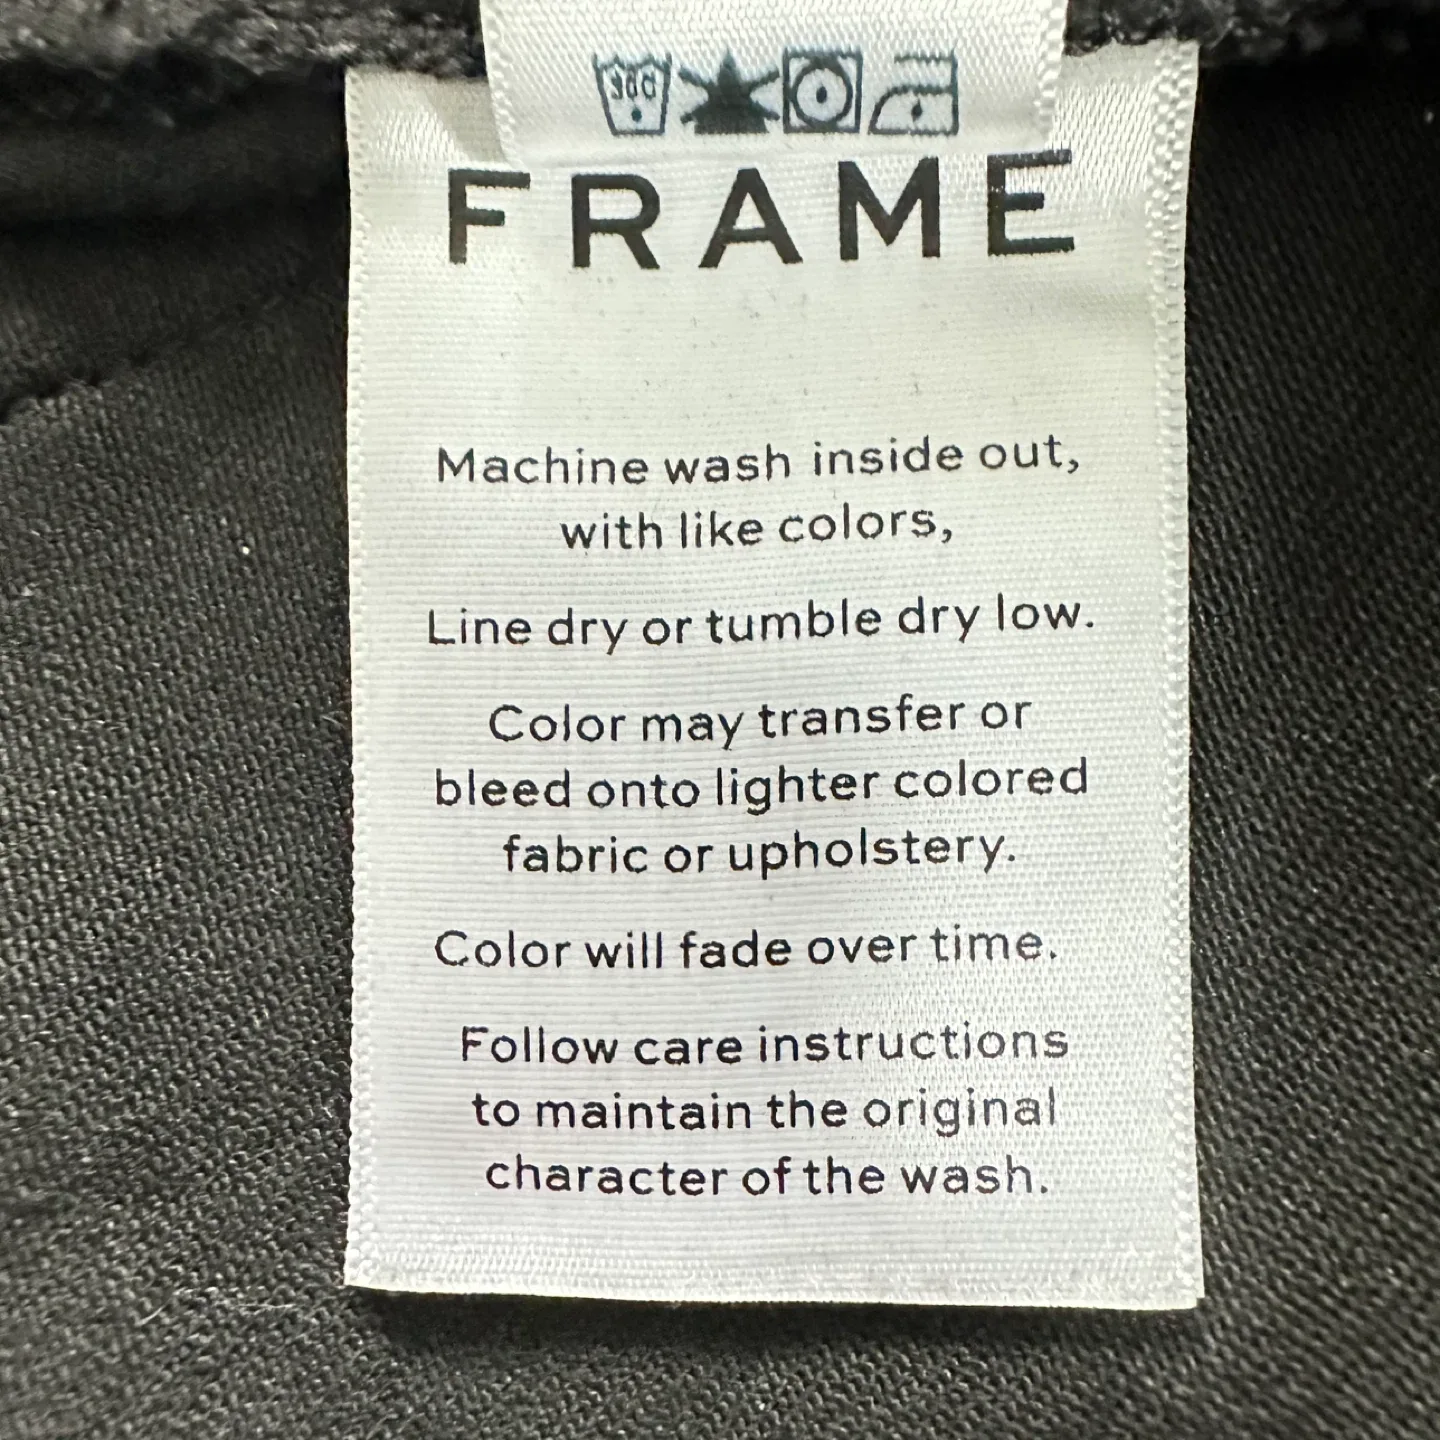 30C
FRAME
Machine wash inside out,
with like colors,
Line dry or tumble dry low.
Color may transfer or
bleed onto lighter colored
fabric or upholstery.
Color will fade over time.
Follow care instructions
to maintain the original
character of the wash.